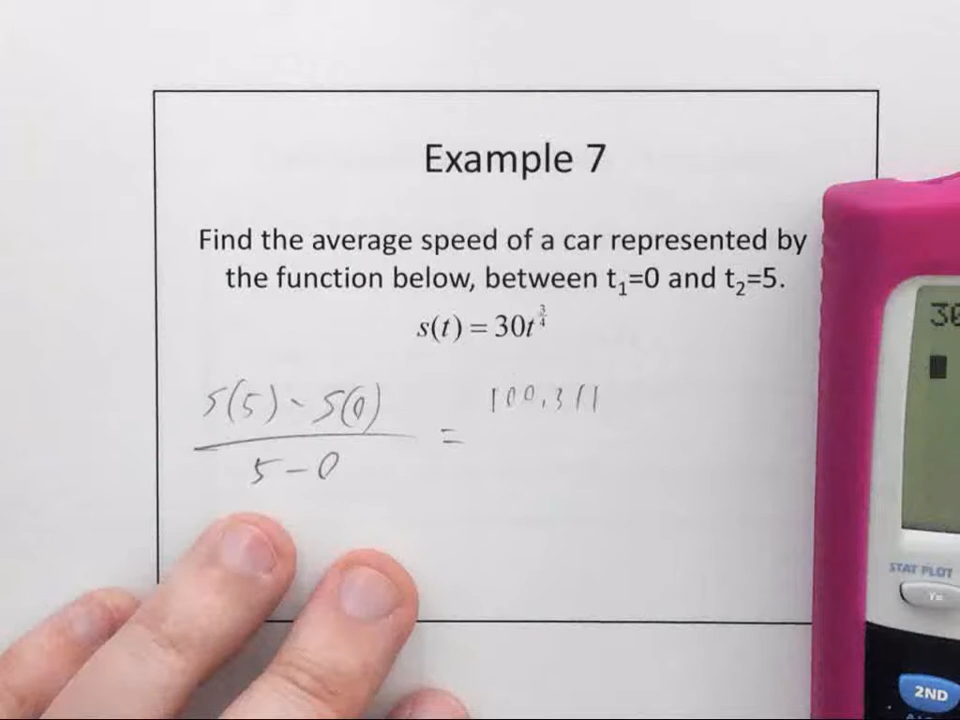 Example 7
Find the average speed of a car represented by
the function below, between t₁=0 and t₂=5.
s(t) = 30t^(3/4)
s(5) - s(0)
5 - 0
=
100.311
30
STAT PLOT
Y=
2ND